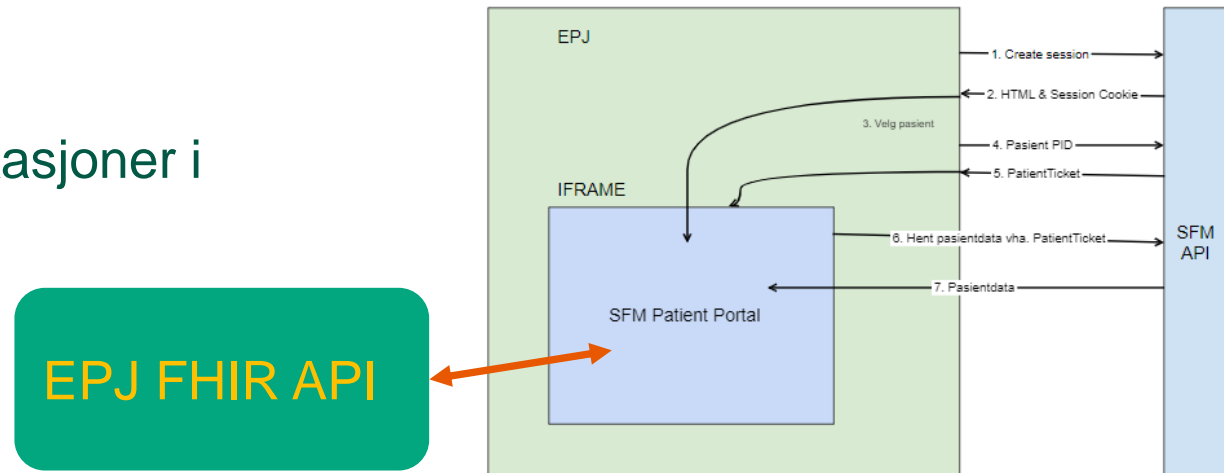 asjoner i
EPJ FHIR API
EPJ
1. Create session
2. HTML & Session Cookie
3. Velg pasient
4. Pasient PID
5. PatientTicket
IFRAME
6. Hent pasientdata vha. PatientTicket
7. Pasientdata
SFM Patient Portal
SFM
API